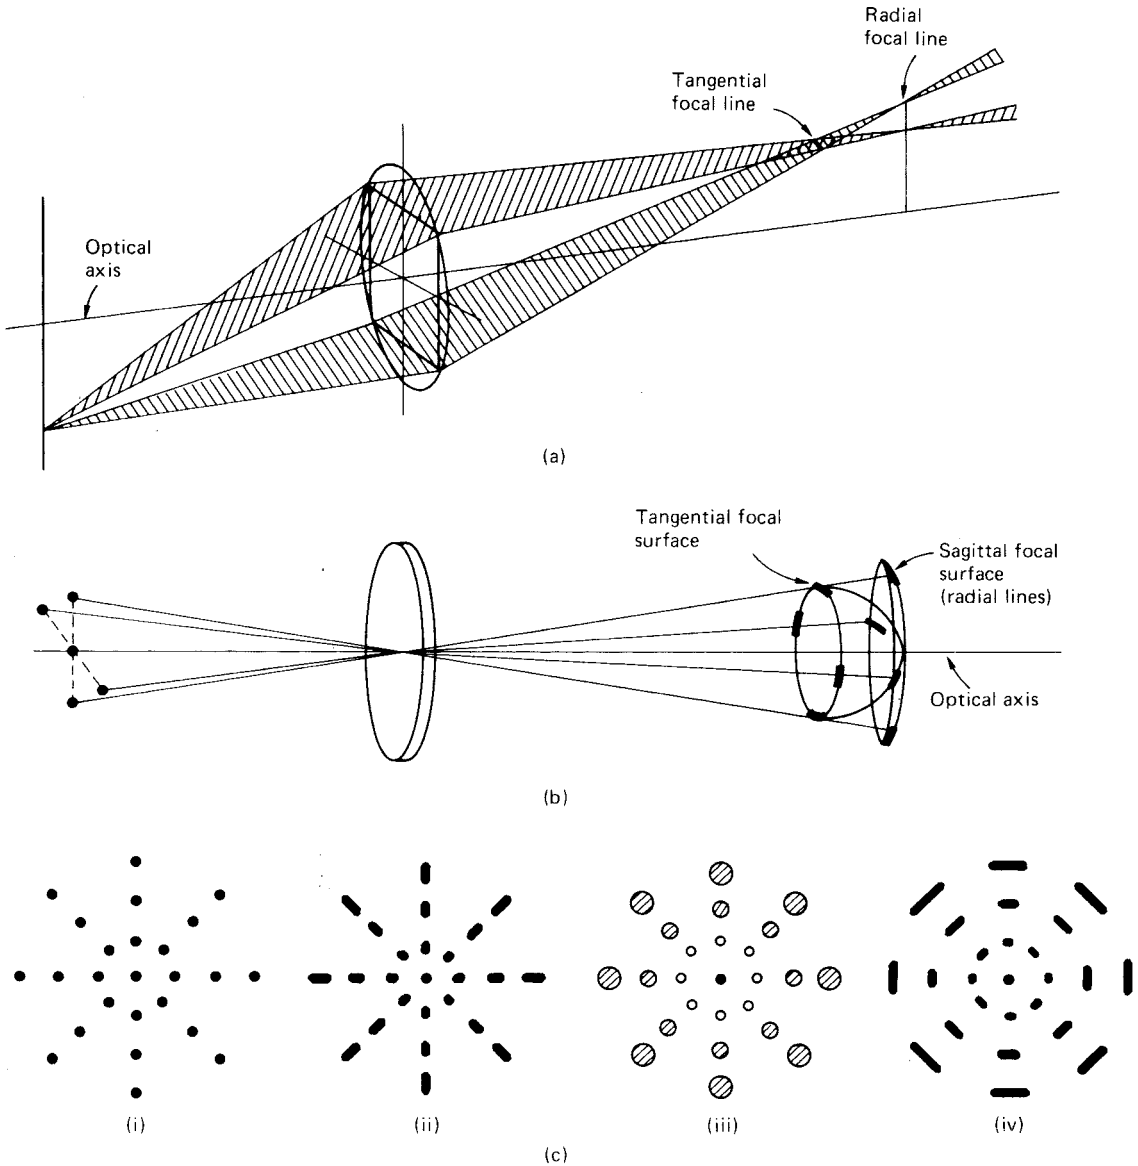 Radial
focal line
Tangential
focal line
Optical
axis
(a)
Tangential focal
surface
Sagittal focal
surface
(radial lines)
Optical axis
(b)
(i)
(ii)
(iii)
(iv)
(c)